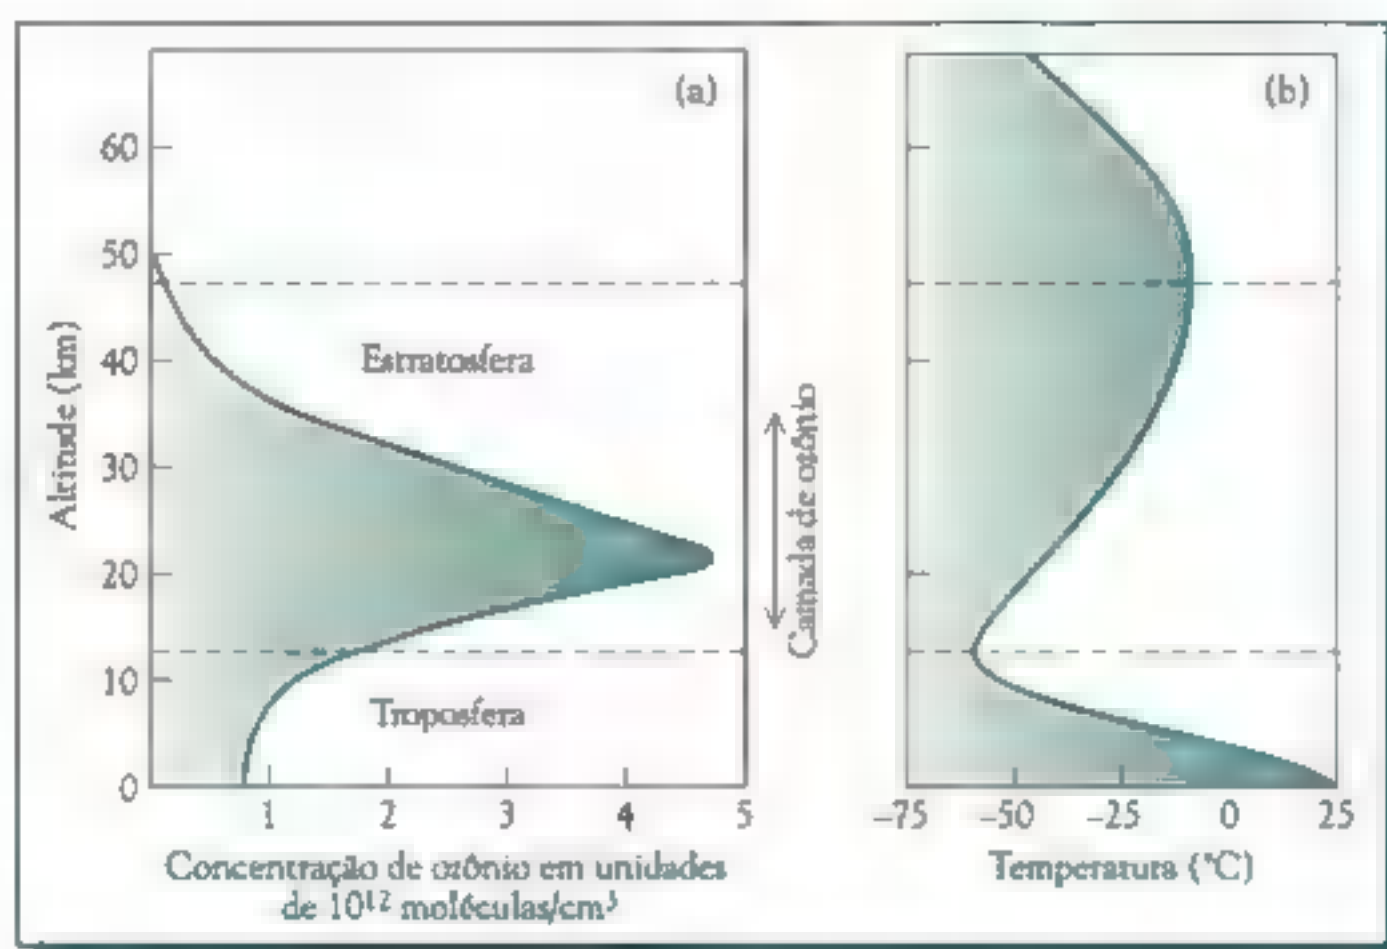 (a)
60
50
40
30
20
10
0
Altitude (km)
Estratosfera
Troposfera
1 2 3 4 5
Concentração de ozônio em unidades
de 10¹² moléculas/cm³
Camada de ozônio
(b)
–75 –50 –25 0 25
Temperatura (°C)